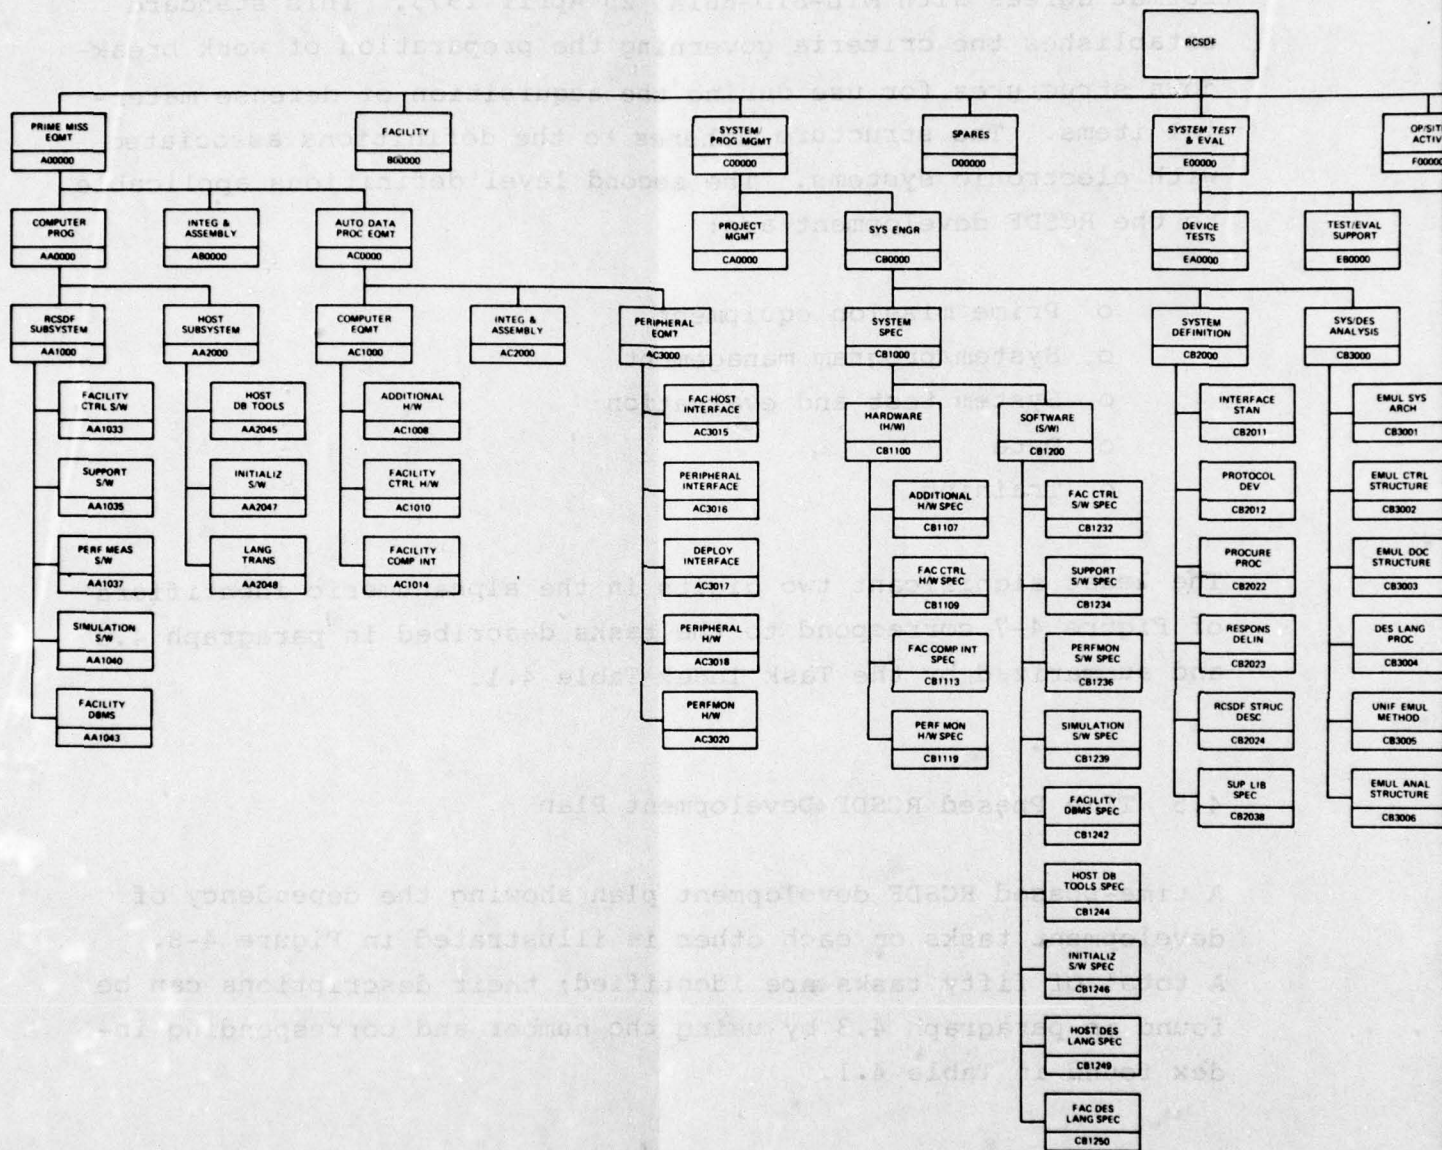 RCSDF
PRIME MISS
EQMT
A00000
FACILITY
B00000
SYSTEM
PROG MGMT
C00000
SPARES
D00000
SYSTEM TEST
& EVAL
E00000
COMPUTER
PROG
AA0000
INTEG &
ASSEMBLY
AB0000
AUTO DATA
PROC EQMT
AC0000
PROJECT
MGMT
CA0000
SYS ENGR
CB0000
DEVICE
TESTS
EA0000
TEST/EVAL
SUPPORT
EB0000
RCSDF
SUBSYSTEM
AA1000
HOST
SUBSYSTEM
AA2000
COMPUTER
EQMT
AC1000
INTEG &
ASSEMBLY
AC2000
PERIPHERAL
EQMT
AC3000
SYSTEM
SPEC
CB1000
SYSTEM
DEFINITION
CB2000
SYS/DES
ANALYSIS
CB3000
FACILITY
CTRL S/W
AA1033
SUPPORT
S/W
AA1035
PERF MEAS
S/W
AA1037
SIMULATION
S/W
AA1040
FACILITY
DBMS
AA1043
HOST
DB TOOLS
AA2045
INITIALIZ
S/W
AA2047
LANG
TRANS
AA2048
ADDITIONAL
H/W
AC1008
FACILITY
CTRL H/W
AC1010
FACILITY
COMP INT
AC1014
FAC HOST
INTERFACE
AC3015
PERIPHERAL
INTERFACE
AC3016
DEPLOY
INTERFACE
AC3017
PERIPHERAL
H/W
AC3018
PERFMON
H/W
AC3020
HARDWARE
(H/W)
CB1100
ADDITIONAL
H/W SPEC
CB1107
FAC CTRL
H/W SPEC
CB1109
FAC COMP INT
SPEC
CB1113
PERF MON
H/W SPEC
CB1119
SOFTWARE
(S/W)
CB1200
FAC CTRL
S/W SPEC
CB1232
SUPPORT
S/W SPEC
CB1234
PERFMON
S/W SPEC
CB1236
SIMULATION
S/W SPEC
CB1239
FACILITY
DBMS SPEC
CB1242
HOST DB
TOOLS SPEC
CB1244
INITIALIZ
S/W SPEC
CB1246
HOST DES
LANG SPEC
CB1249
FAC DES
LANG SPEC
CB1250
INTERFACE
STAN
CB2011
PROTOCOL
DEV
CB2012
PROCURE
PROC
CB2022
RESPONS
DELIN
CB2023
RCSDF STRUC
DESC
CB2024
SUP LIB
SPEC
CB2038
EMUL SYS
ARCH
CB3001
EMUL CTRL
STRUCTURE
CB3002
EMUL DOC
STRUCTURE
CB3003
DES LANG
PROC
CB3004
UNIF EMUL
METHOD
CB3005
EMUL ANAL
STRUCTURE
CB3006